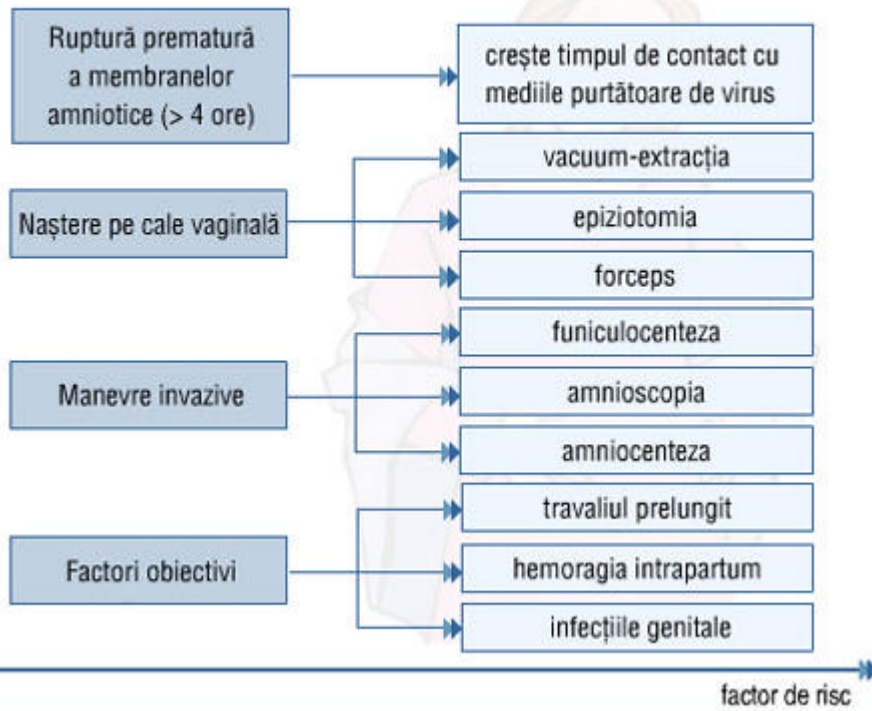 Ruptură prematură
a membranelor
amniotice (> 4 ore)
crește timpul de contact cu
mediile purtătoare de virus
Naștere pe cale vaginală
vacuum-extracția
epiziotomia
forceps
Manevre invazive
funiculocenteza
amnioscopia
amniocenteza
Factori obiectivi
travaliul prelungit
hemoragia intrapartum
infecțiile genitale
factor de risc